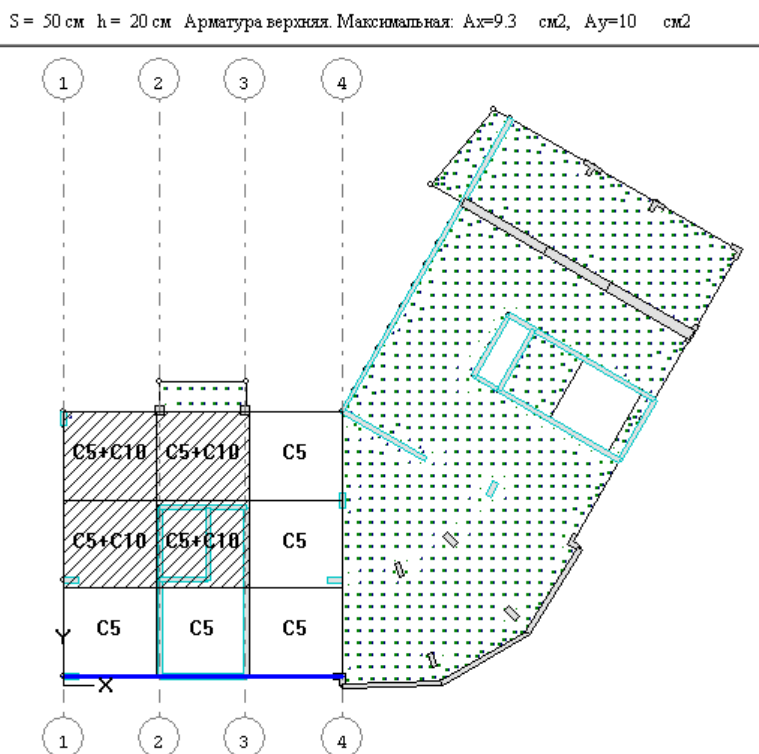 S = 50 см h = 20 см Арматура верхняя. Максимальная: Ax=9.3 см2, Ay=10 см2
1 2 3 4
C5+C10 C5+C10 C5
C5+C10 C5+C10 C5
C5 C5 C5
Y
X
1 2 3 4